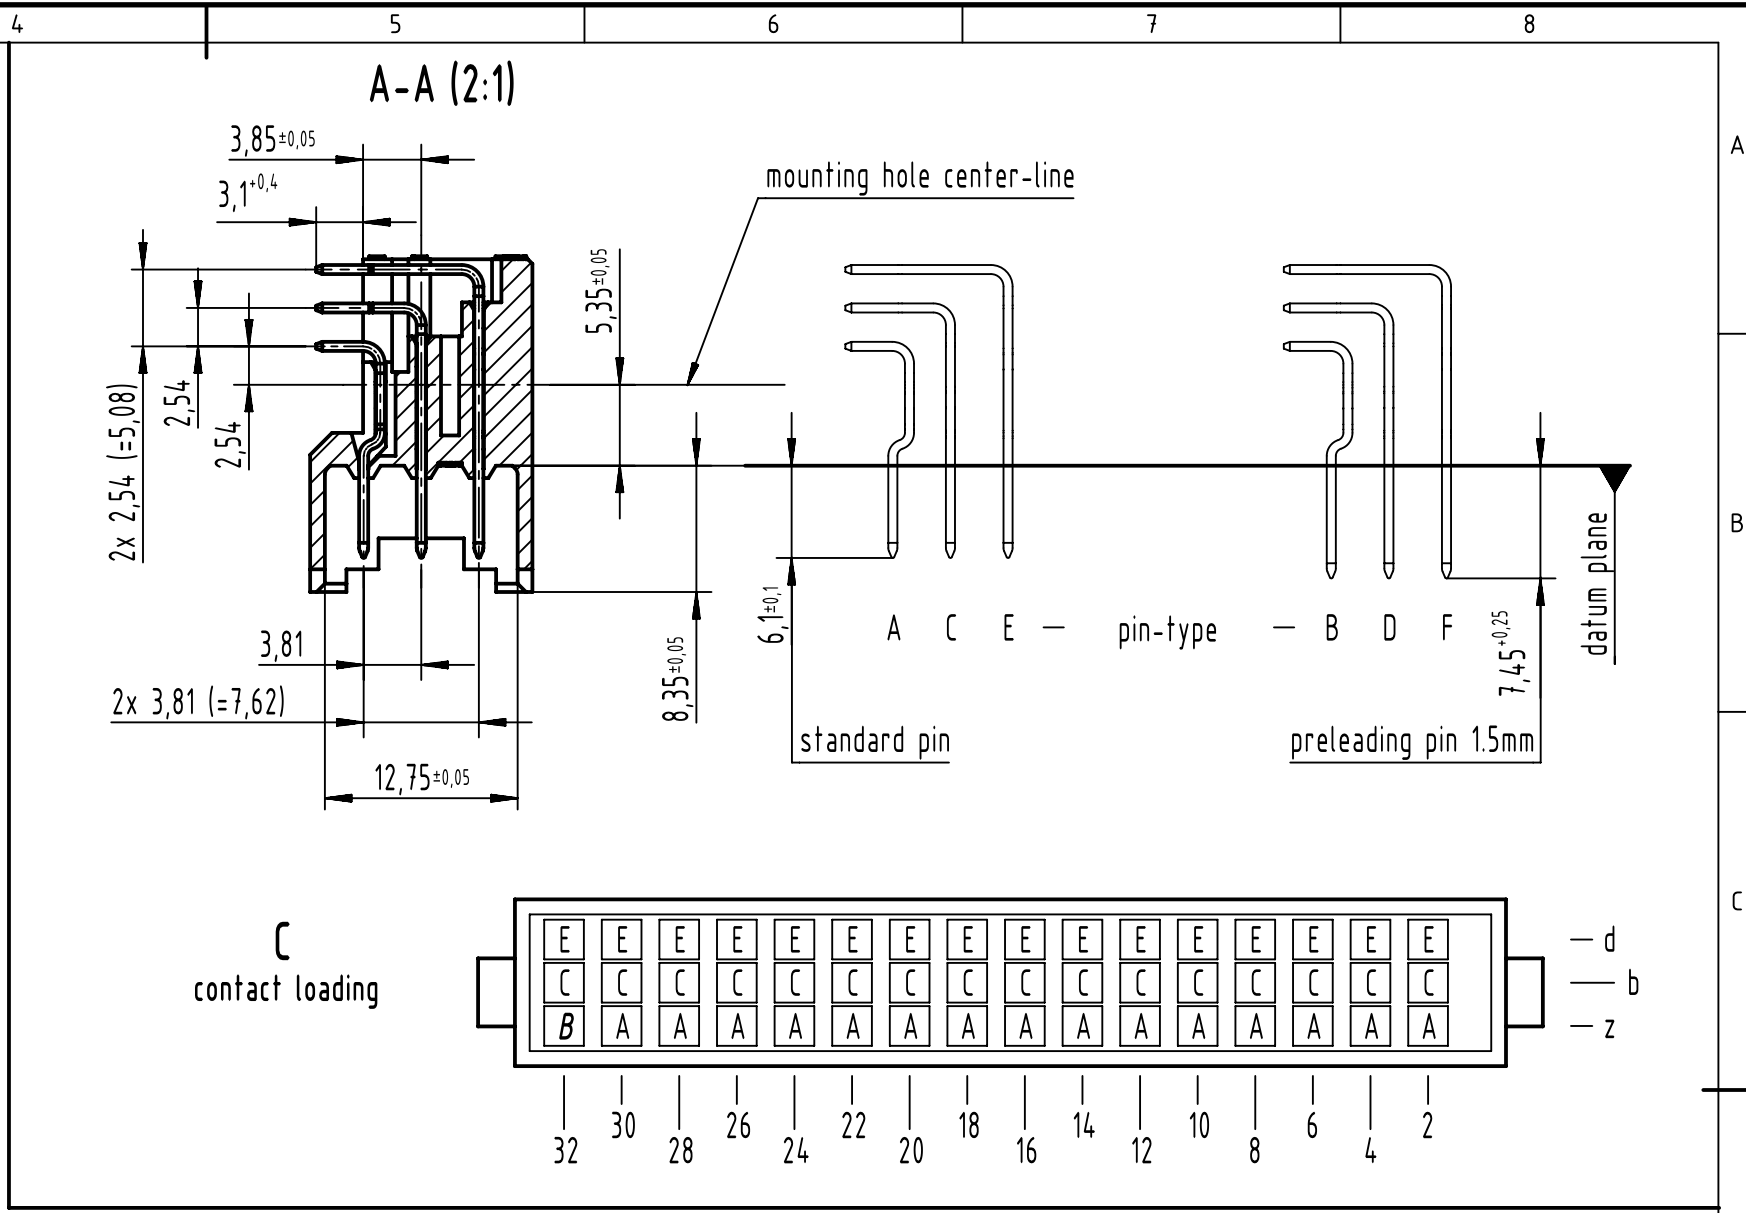 4 5 6 7 8
A-A (2:1)
A
3,85±0,05
3,1+0,4
mounting hole center-line
5,35±0,05
2x 2,54 (=5,08)
2,54
2,54
B
datum plane
6,1±0,1
A C E — pin-type — B D F
3,81
8,35±0,05
7,45+0,25
2x 3,81 (=7,62)
standard pin
preleading pin 1.5mm
12,75±0,05
C
C
contact loading
E E E E E E E E E E E E E E E E — d
C C C C C C C C C C C C C C C C — b
B A A A A A A A A A A A A A A A — z
30 26 22 18 14 10 6 2
32 28 24 20 16 12 8 4